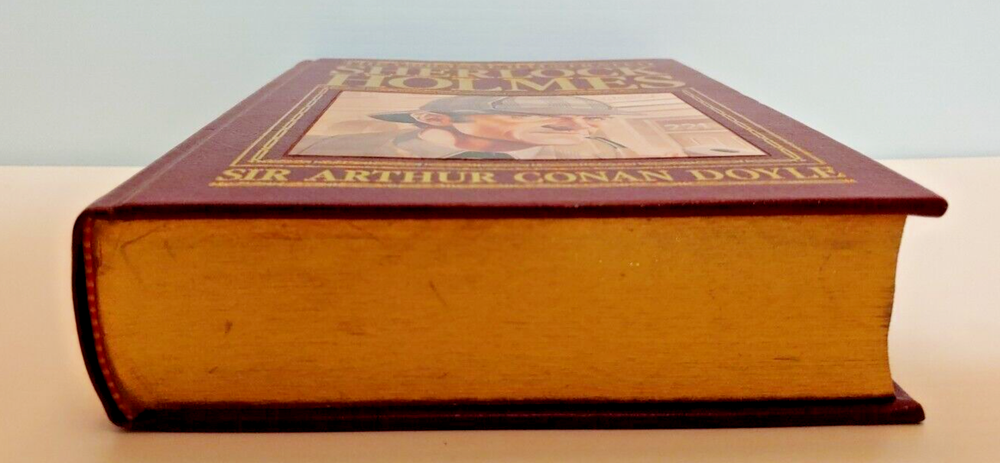 SHERLOCK
HOLMES
SIR ARTHUR CONAN DOYLE